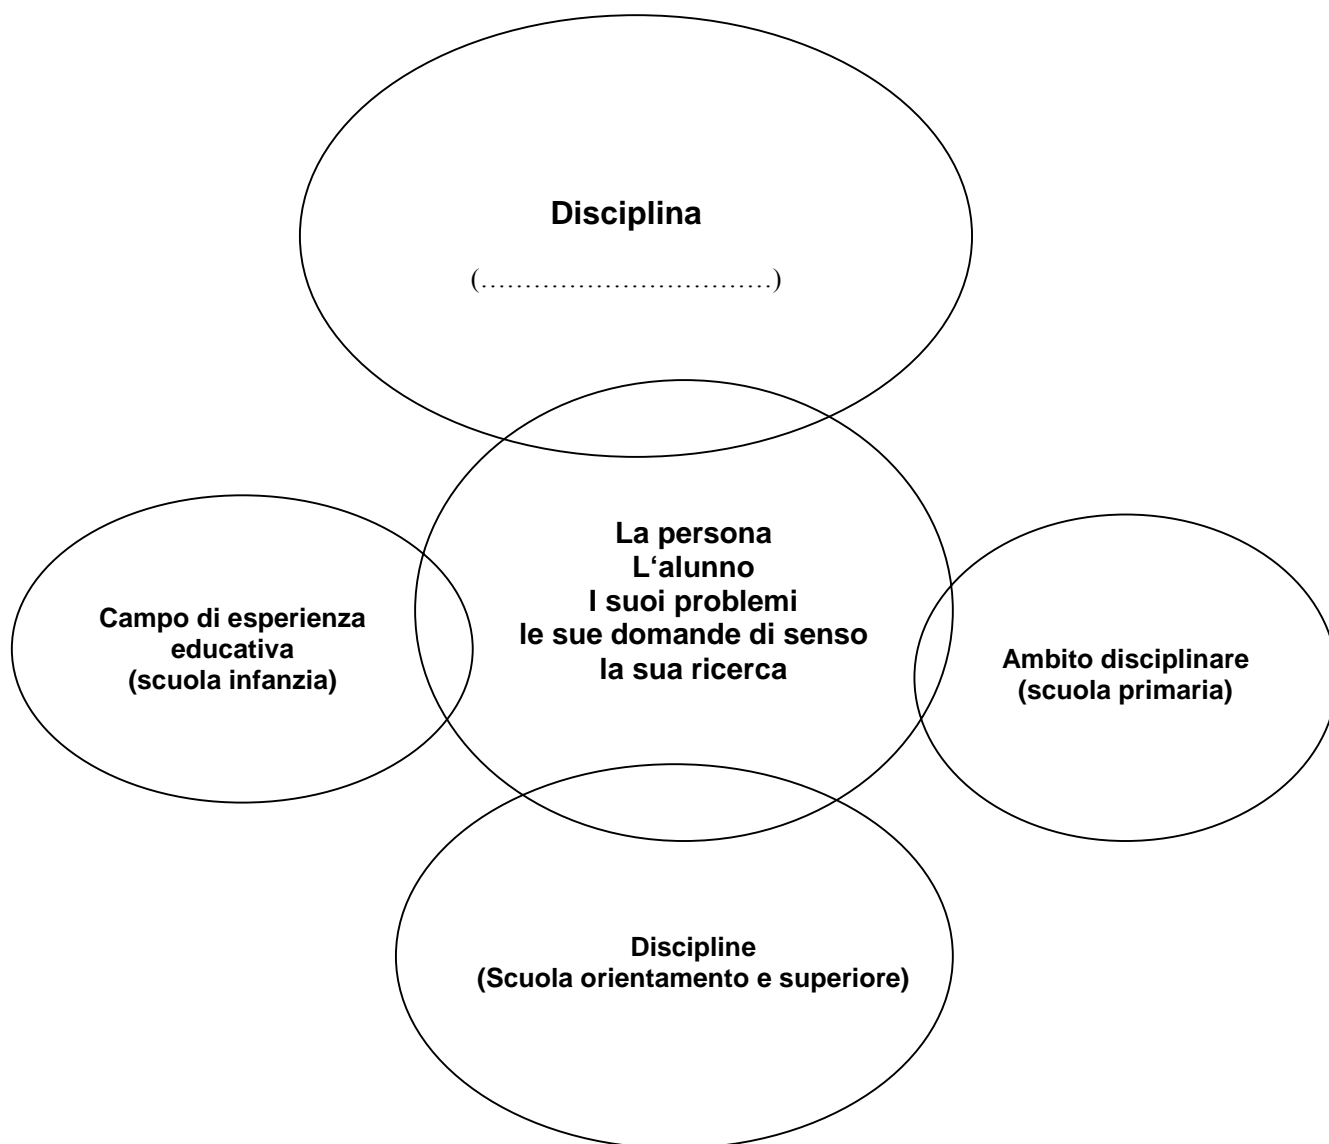 Disciplina
(……………………………)
La persona
L‘alunno
I suoi problemi
le sue domande di senso
la sua ricerca
Campo di esperienza
educativa
(scuola infanzia)
Ambito disciplinare
(scuola primaria)
Discipline
(Scuola orientamento e superiore)